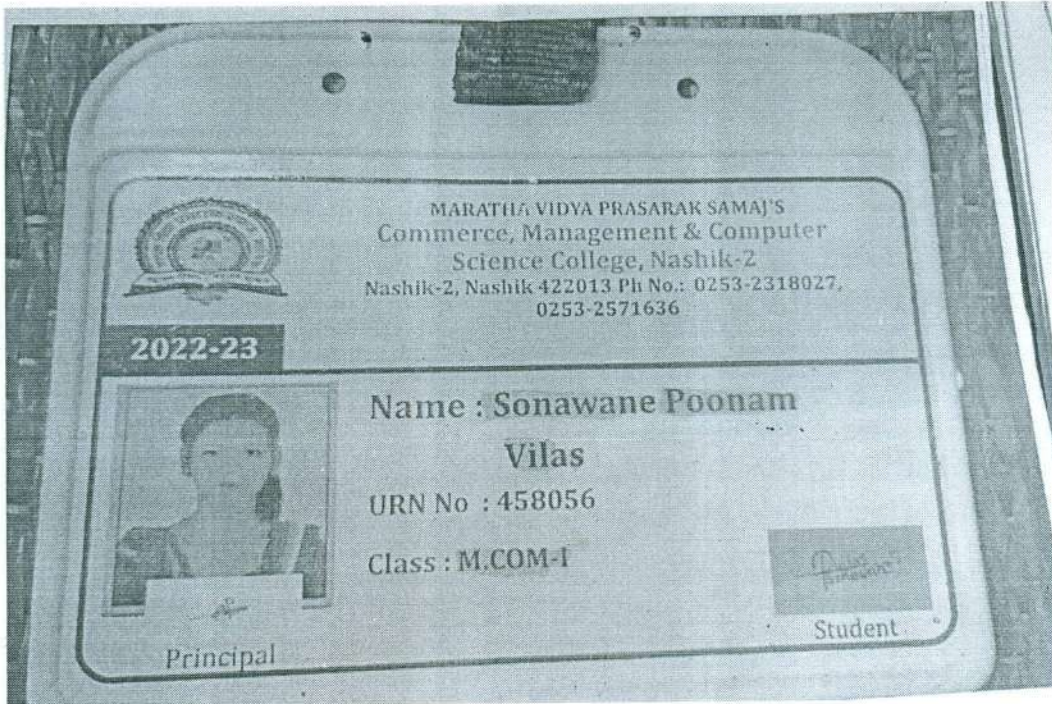 MARATHA VIDYA PRASARAK SAMAJ'S
Commerce, Management & Computer
Science College, Nashik-2
Nashik-2, Nashik 422013 Ph No.: 0253-2318027,
0253-2571636
2022-23
Name : Sonawane Poonam
Vilas
URN No : 458056
Class : M.COM-I
Principal
Student